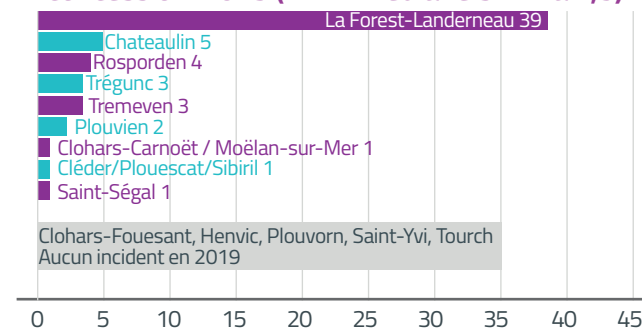 La Forest-Landerneau 39
Chateaulin 5
Rosporden 4
Trégunc 3
Tremeven 3
Plouvien 2
Clohars-Carnoët / Moëlan-sur-Mer 1
Cléder/Plouescat/Sibiril 1
Saint-Ségal 1
Clohars-Fouesant, Henvic, Plouvorn, Saint-Yvi, Tourch
Aucun incident en 2019
0 5 10 15 20 25 30 35 40 45